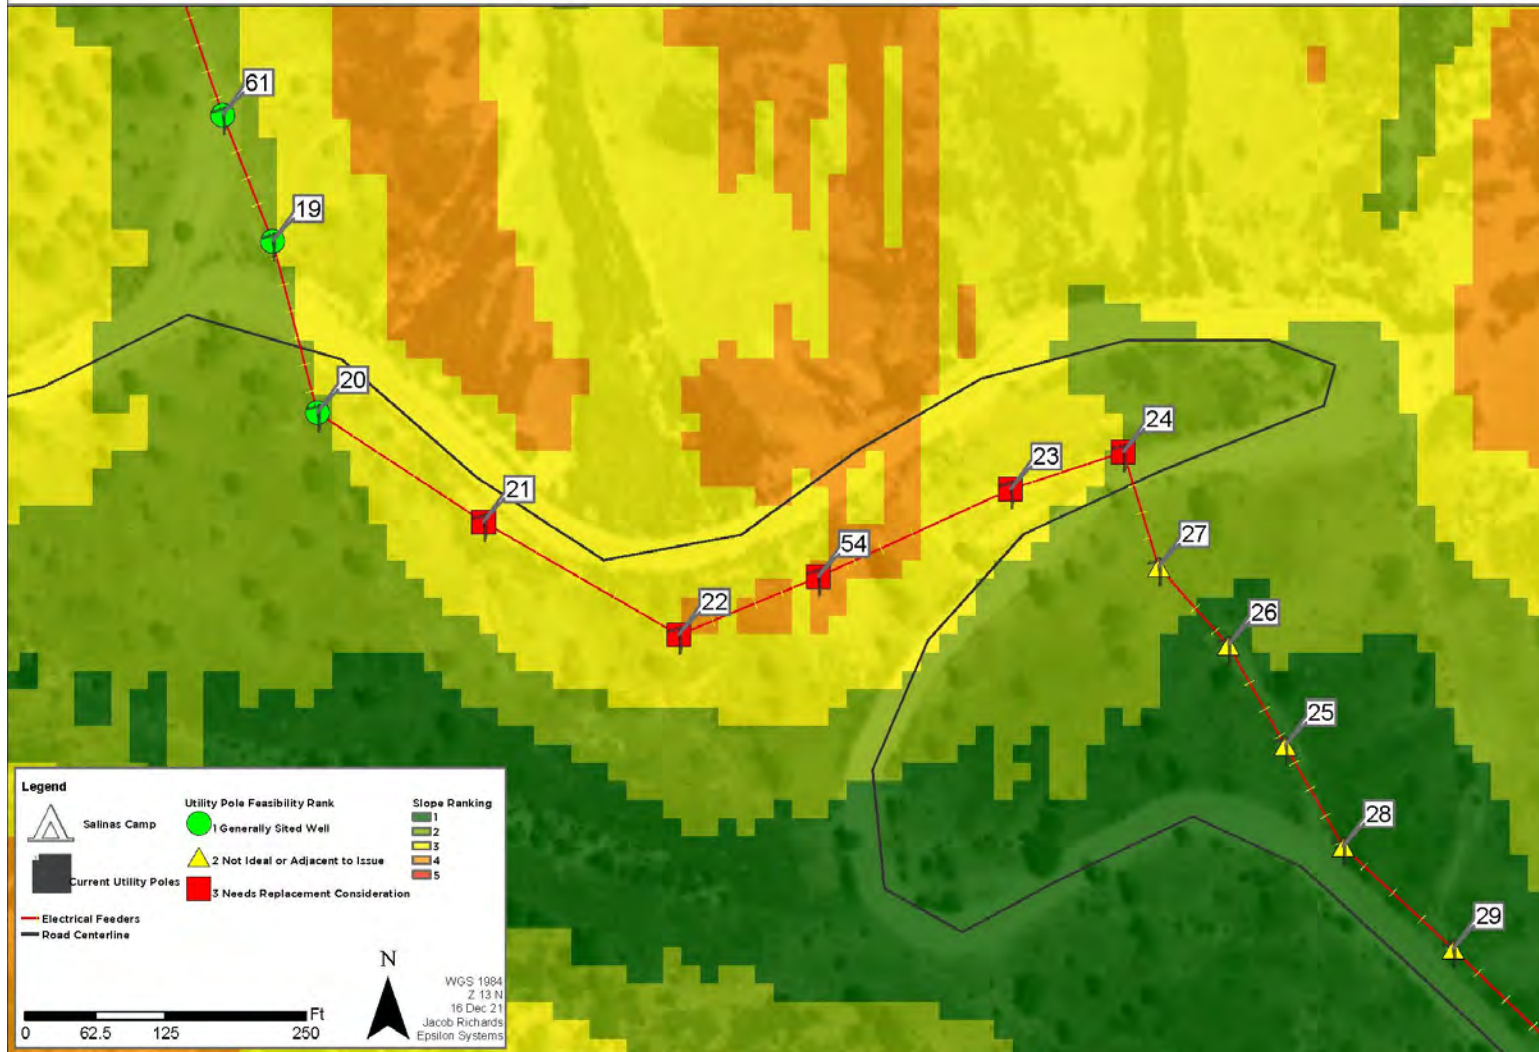 61
19
20
24
23
21
54
27
22
26
25
28
29
Legend
Salinas Camp
Current Utility Poles
Electrical Feeders
Road Centerline
Utility Pole Feasibility Rank
1 Generally Sited Well
2 Not Ideal or Adjacent to Issue
3 Needs Replacement Consideration
Slope Ranking
1
2
3
4
5
N
WGS 1984
Z 13 N
16 Dec 21
Jacob Richards
Epsilon Systems
Ft
0 62.5 125 250